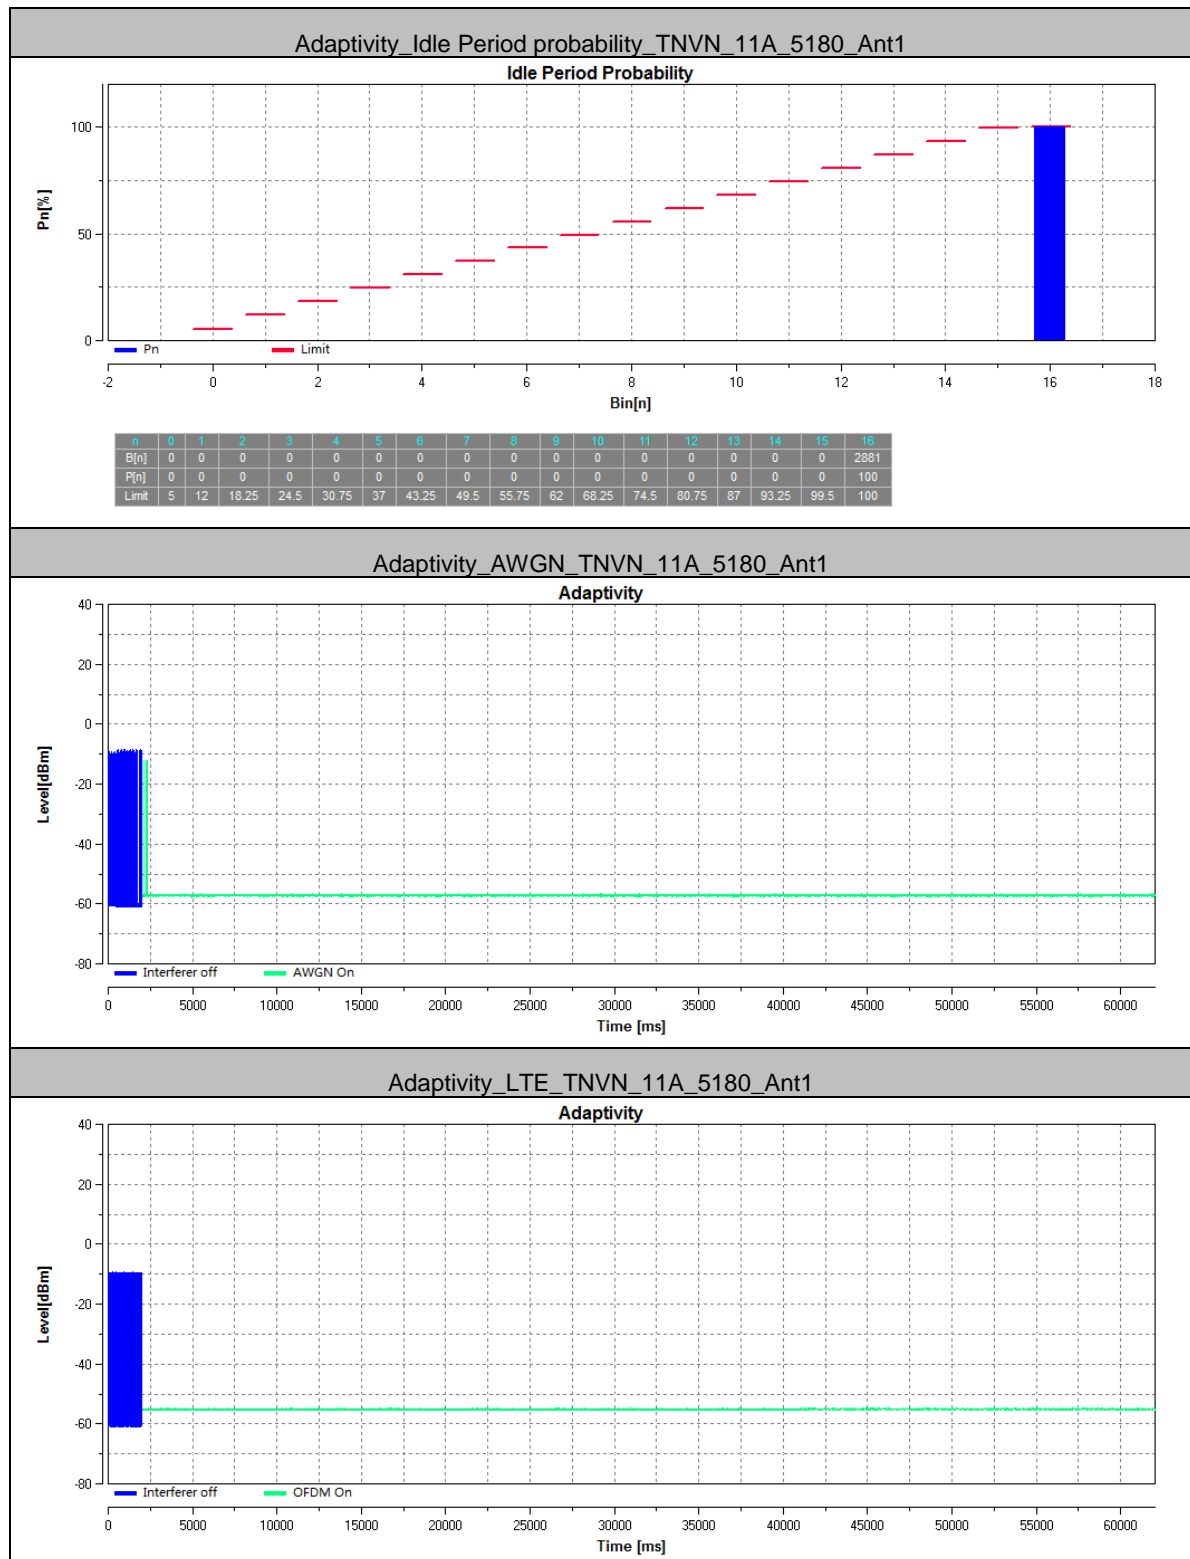 Adaptivity_Idle Period probability_TNVN_11A_5180_Ant1
Idle Period Probability
100
50
0
Pn[%]
Pn Limit
-2 0 2 4 6 8 10 12 14 16 18
Bin[n]
n 0 1 2 3 4 5 6 7 8 9 10 11 12 13 14 15 16
B[n] 0 0 0 0 0 0 0 0 0 0 0 0 0 0 0 0 2881
P[n] 0 0 0 0 0 0 0 0 0 0 0 0 0 0 0 0 100
Limit 5 12 18.25 24.5 30.75 37 43.25 49.5 55.75 62 68.25 74.5 80.75 87 93.25 99.5 100
Adaptivity_AWGN_TNVN_11A_5180_Ant1
Adaptivity
40
20
0
-20
-40
-60
-80
Level[dBm]
Interferer off AWGN On
0 5000 10000 15000 20000 25000 30000 35000 40000 45000 50000 55000 60000
Time [ms]
Adaptivity_LTE_TNVN_11A_5180_Ant1
Adaptivity
40
20
0
-20
-40
-60
-80
Level[dBm]
Interferer off OFDM On
0 5000 10000 15000 20000 25000 30000 35000 40000 45000 50000 55000 60000
Time [ms]